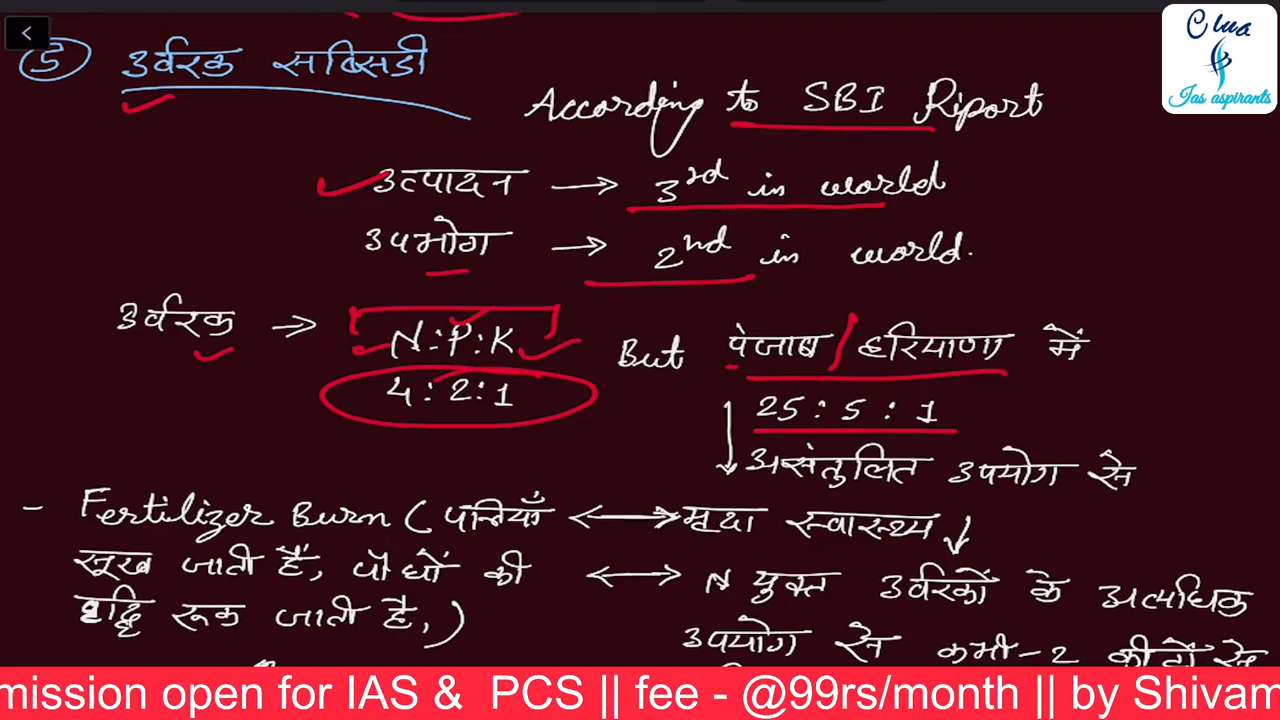 <
Clua
Ias aspirants
5 उर्वरक सब्सिडी
According to SBI Riport
उत्पादन → 3rd in world
उपभोग → 2nd in world.
उर्वरक → N:P:K But पंजाब / हरियाणा में
4:2:1 25:5:1
↓ असंतुलित उपयोग से
- Fertilizer Burn (पत्तियाँ ↔ मृदा स्वास्थ्य ↓
सूख जाती हैं, पौधों की ↔ N युक्त उर्वरकों के अत्यधिक
वृद्धि रूक जाती है,) उपयोग से कभी-2 कीटों से
mission open for IAS & PCS || fee - @99rs/month || by Shivam